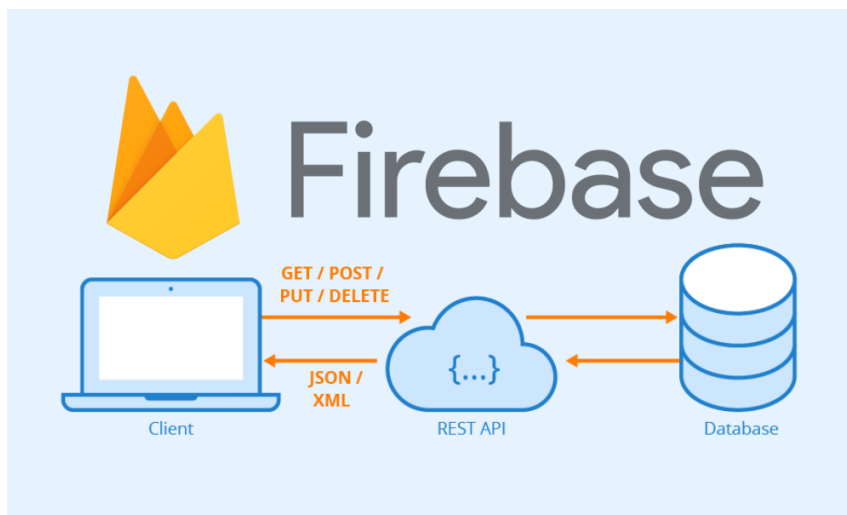 Firebase
GET / POST /
PUT / DELETE
{...}
JSON /
XML
Client
REST API
Database